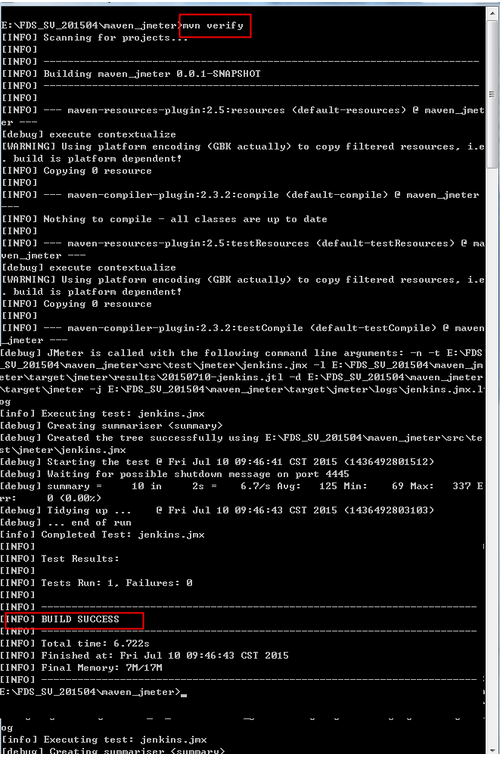 E:\FDS_SV_201504\maven_jmeter>mvn verify
[INFO] Scanning for projects...
[INFO]
[INFO] ------------------------------------------------------------------------
[INFO] Building maven_jmeter 0.0.1-SNAPSHOT
[INFO] ------------------------------------------------------------------------
[INFO]
[INFO] --- maven-resources-plugin:2.5:resources (default-resources) @ maven_jmet
er ---
[debug] execute contextualize
[WARNING] Using platform encoding (GBK actually) to copy filtered resources, i.e
. build is platform dependent!
[INFO] Copying 0 resource
[INFO]
[INFO] --- maven-compiler-plugin:2.3.2:compile (default-compile) @ maven_jmeter
---
[INFO] Nothing to compile - all classes are up to date
[INFO]
[INFO] --- maven-resources-plugin:2.5:testResources (default-testResources) @ ma
ven_jmeter ---
[debug] execute contextualize
[WARNING] Using platform encoding (GBK actually) to copy filtered resources, i.e
. build is platform dependent!
[INFO] Copying 0 resource
[INFO]
[INFO] --- maven-compiler-plugin:2.3.2:testCompile (default-testCompile) @ maven
_jmeter ---
[debug] JMeter is called with the following command line arguments: -n -t E:\FDS
_SV_201504\maven_jmeter\src\test\jmeter\jenkins.jmx -l E:\FDS_SV_201504\maven_jm
eter\target\jmeter\results\20150710-jenkins.jtl -d E:\FDS_SV_201504\maven_jmeter
\target\jmeter -j E:\FDS_SV_201504\maven_jmeter\target\jmeter\logs\jenkins.jmx.l
og
[info] Executing test: jenkins.jmx
[debug] Creating summariser <summary>
[debug] Created the tree successfully using E:\FDS_SV_201504\maven_jmeter\src\te
st\jmeter\jenkins.jmx
[debug] Starting the test @ Fri Jul 10 09:46:41 CST 2015 (1436492801512)
[debug] Waiting for possible shutdown message on port 4445
[debug] summary =     10 in     2s =    6.7/s Avg:   125 Min:    69 Max:   337 E
rr:     0 (0.00%)
[debug] Tidying up ...    @ Fri Jul 10 09:46:43 CST 2015 (1436492803103)
[debug] ... end of run
[info] Completed Test: jenkins.jmx
[INFO]
[INFO] Test Results:
[INFO]
[INFO] Tests Run: 1, Failures: 0
[INFO]
[INFO] ------------------------------------------------------------------------
[INFO] BUILD SUCCESS
[INFO] ------------------------------------------------------------------------
[INFO] Total time: 6.722s
[INFO] Finished at: Fri Jul 10 09:46:43 CST 2015
[INFO] Final Memory: 7M/17M
[INFO] ------------------------------------------------------------------------
E:\FDS_SV_201504\maven_jmeter>_
og
[info] Executing test: jenkins.jmx
[debug] Creating summariser <summary>